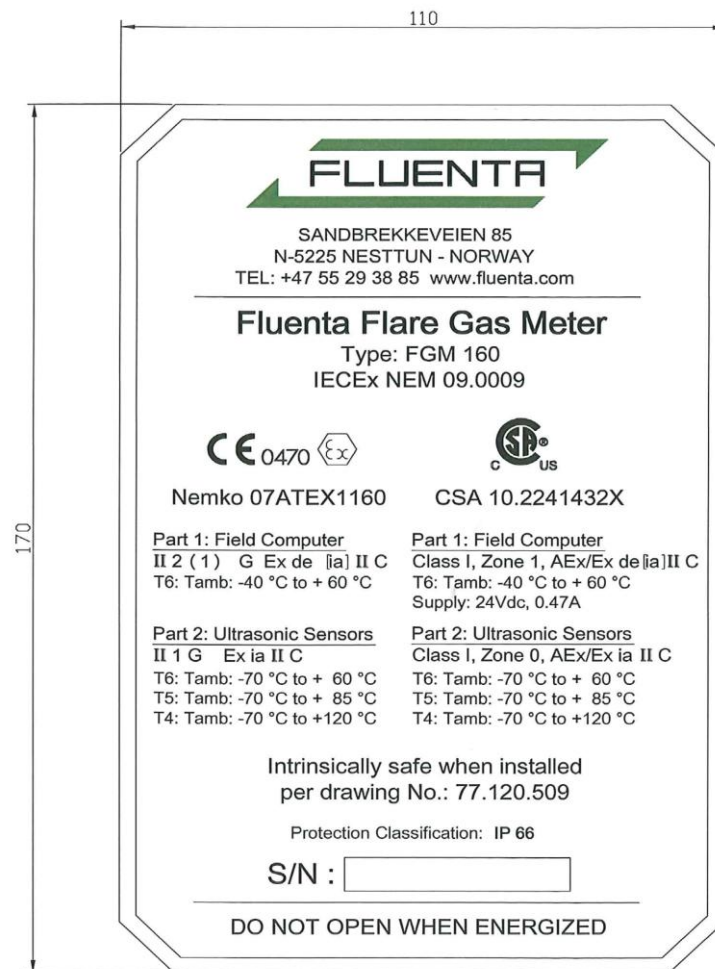 110
170
FLUENTA
SANDBREKKEVEIEN 85
N-5225 NESTTUN - NORWAY
TEL: +47 55 29 38 85 www.fluenta.com
Fluenta Flare Gas Meter
Type: FGM 160
IECEx NEM 09.0009
CE 0470 Ex
C SA ® US
Nemko 07ATEX1160
CSA 10.2241432X
Part 1: Field Computer
II 2 (1) G Ex de [ia] II C
T6: Tamb: -40 °C to + 60 °C
Part 1: Field Computer
Class I, Zone 1, AEx/Ex de [ia] II C
T6: Tamb: -40 °C to + 60 °C
Supply: 24Vdc, 0.47A
Part 2: Ultrasonic Sensors
II 1 G Ex ia II C
T6: Tamb: -70 °C to + 60 °C
T5: Tamb: -70 °C to + 85 °C
T4: Tamb: -70 °C to +120 °C
Part 2: Ultrasonic Sensors
Class I, Zone 0, AEx/Ex ia II C
T6: Tamb: -70 °C to + 60 °C
T5: Tamb: -70 °C to + 85 °C
T4: Tamb: -70 °C to +120 °C
Intrinsically safe when installed
per drawing No.: 77.120.509
Protection Classification: IP 66
S/N :
DO NOT OPEN WHEN ENERGIZED